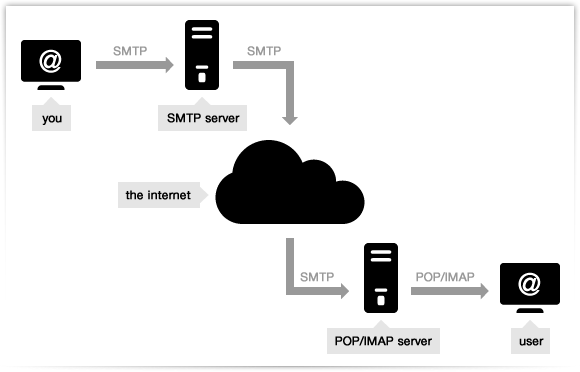 SMTP
SMTP
@
you
SMTP server
the internet
SMTP
POP/IMAP
@
POP/IMAP server
user